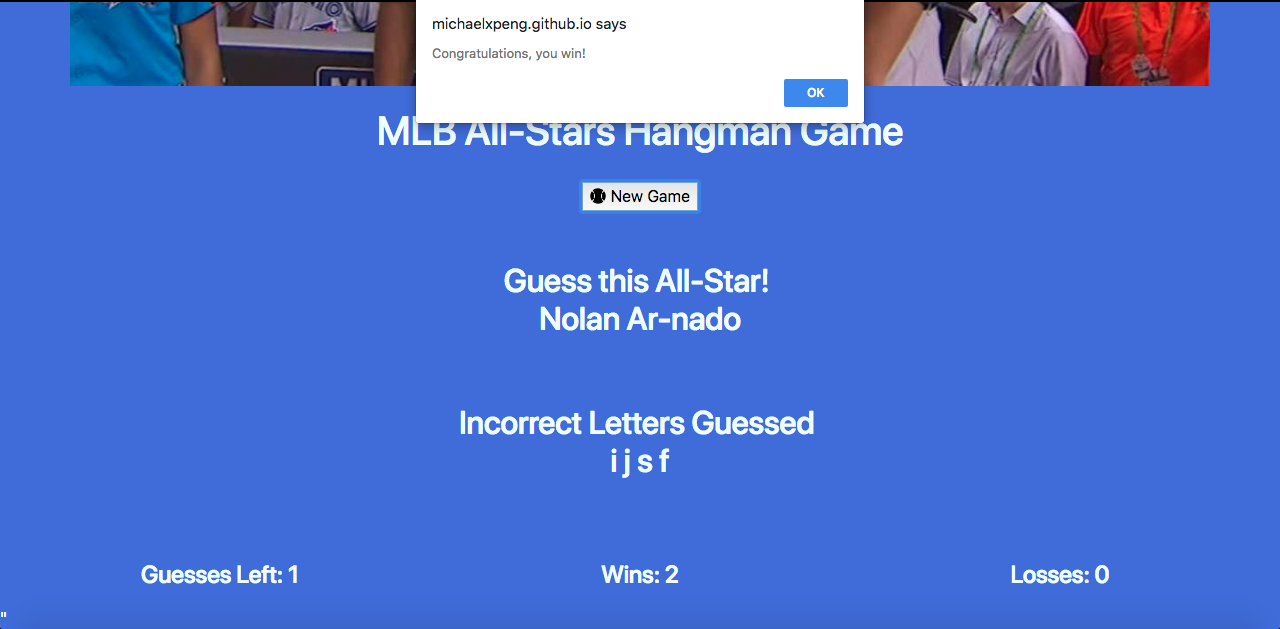 michaelxpeng.github.io says
Congratulations, you win!
OK
MLB All-Stars Hangman Game
New Game
Guess this All-Star!
Nolan Ar-nado
Incorrect Letters Guessed
i j s f
Guesses Left: 1
Wins: 2
Losses: 0
"